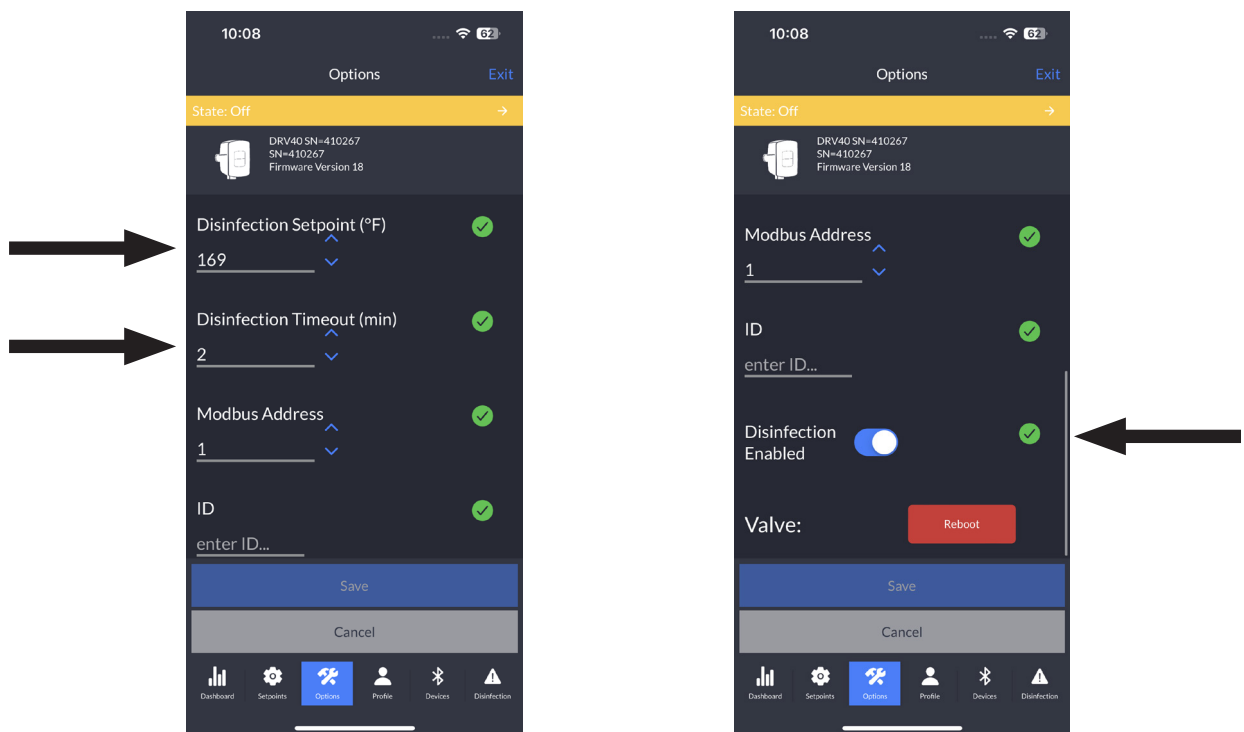 10:08
62
Options
Exit
State: Off
DRV40 SN=410267
SN=410267
Firmware Version 18
Disinfection Setpoint (°F)
169
Disinfection Timeout (min)
2
Modbus Address
1
ID
enter ID...
Save
Cancel
Dashboard Setpoints Options Profile Devices Disinfection
10:08
62
Options
Exit
State: Off
DRV40 SN=410267
SN=410267
Firmware Version 18
Modbus Address
1
ID
enter ID...
Disinfection
Enabled
Valve:
Reboot
Save
Cancel
Dashboard Setpoints Options Profile Devices Disinfection